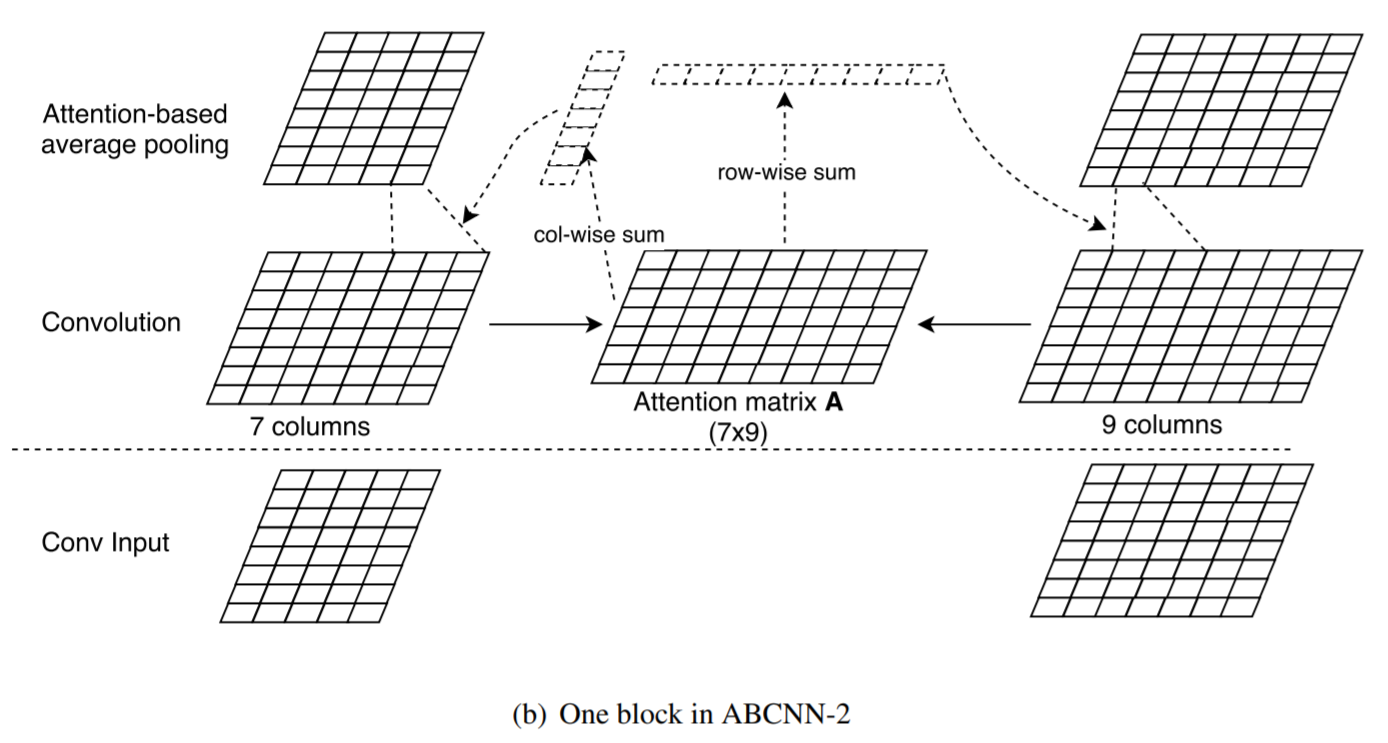 Attention-based
average pooling
row-wise sum
col-wise sum
Convolution
Attention matrix A
(7x9)
7 columns
9 columns
Conv Input
(b) One block in ABCNN-2